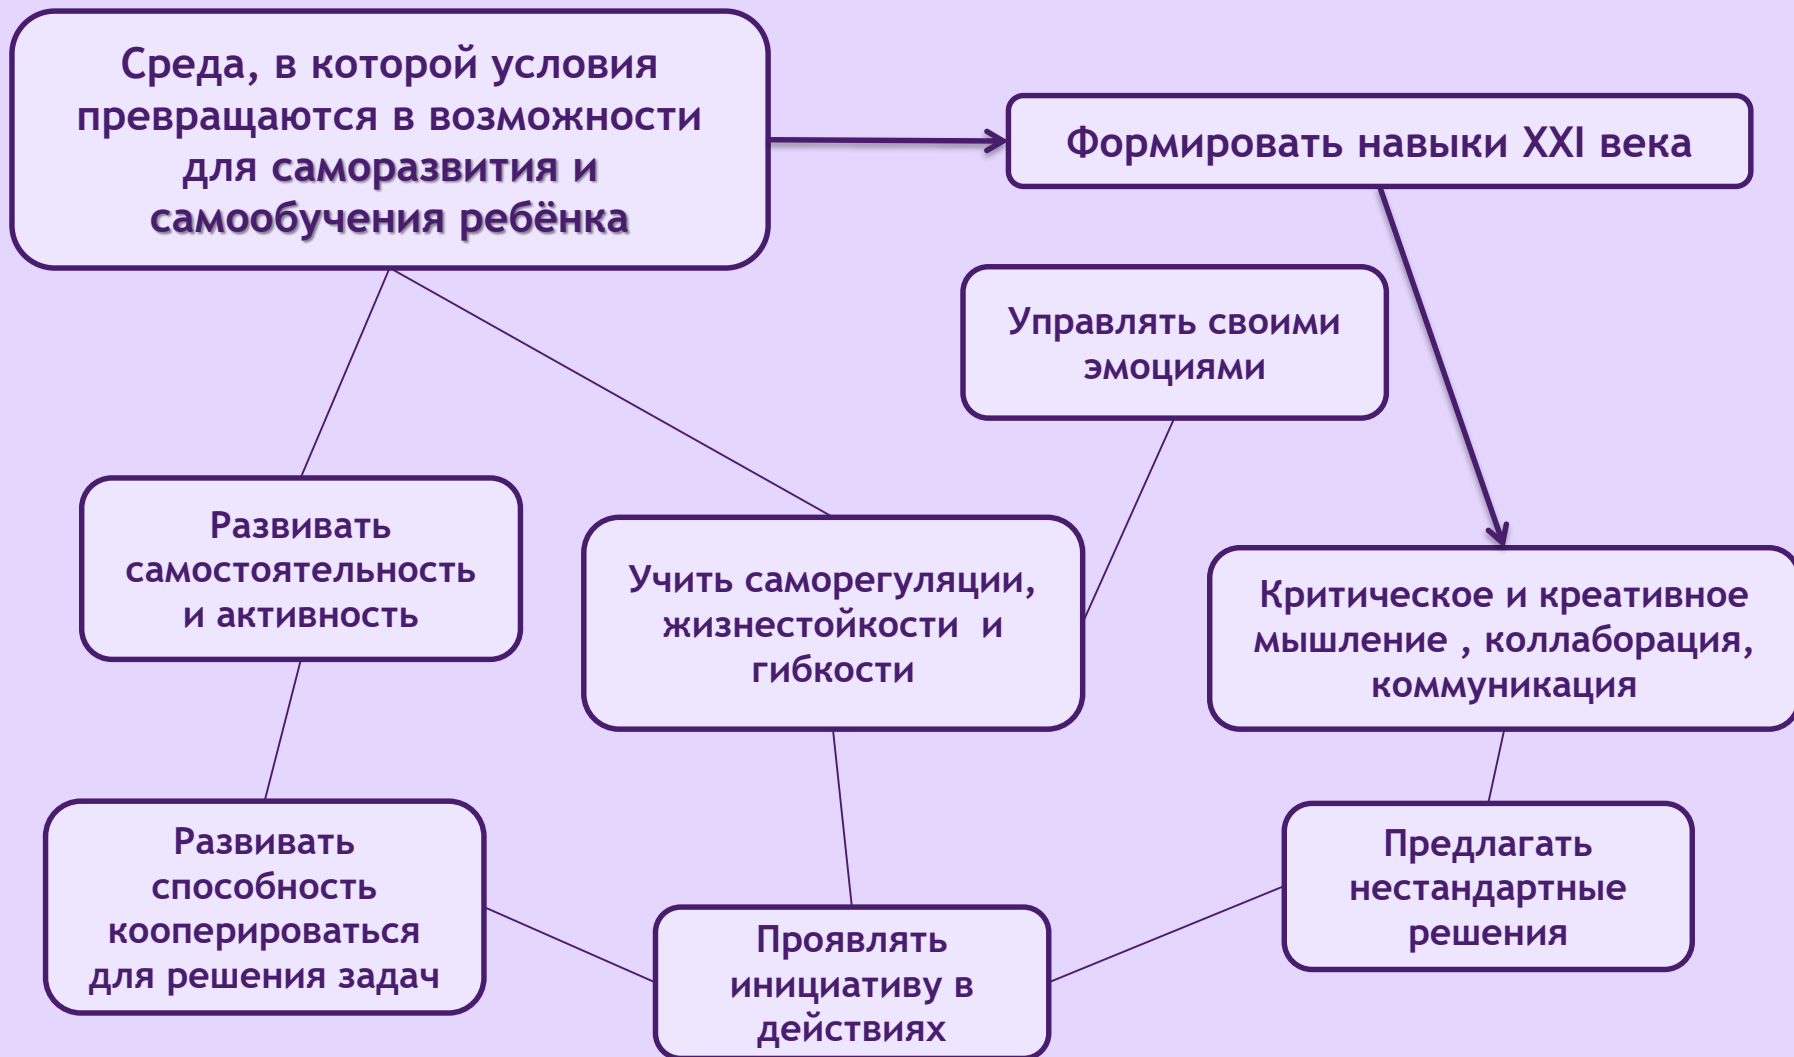 Среда, в которой условия
превращаются в возможности
для саморазвития и
самообучения ребёнка
Формировать навыки XXI века
Управлять своими
эмоциями
Развивать
самостоятельность
и активность
Учить саморегуляции,
жизнестойкости  и
гибкости
Критическое и креативное
мышление , коллаборация,
коммуникация
Развивать
способность
кооперироваться
для решения задач
Проявлять
инициативу в
действиях
Предлагать
нестандартные
решения